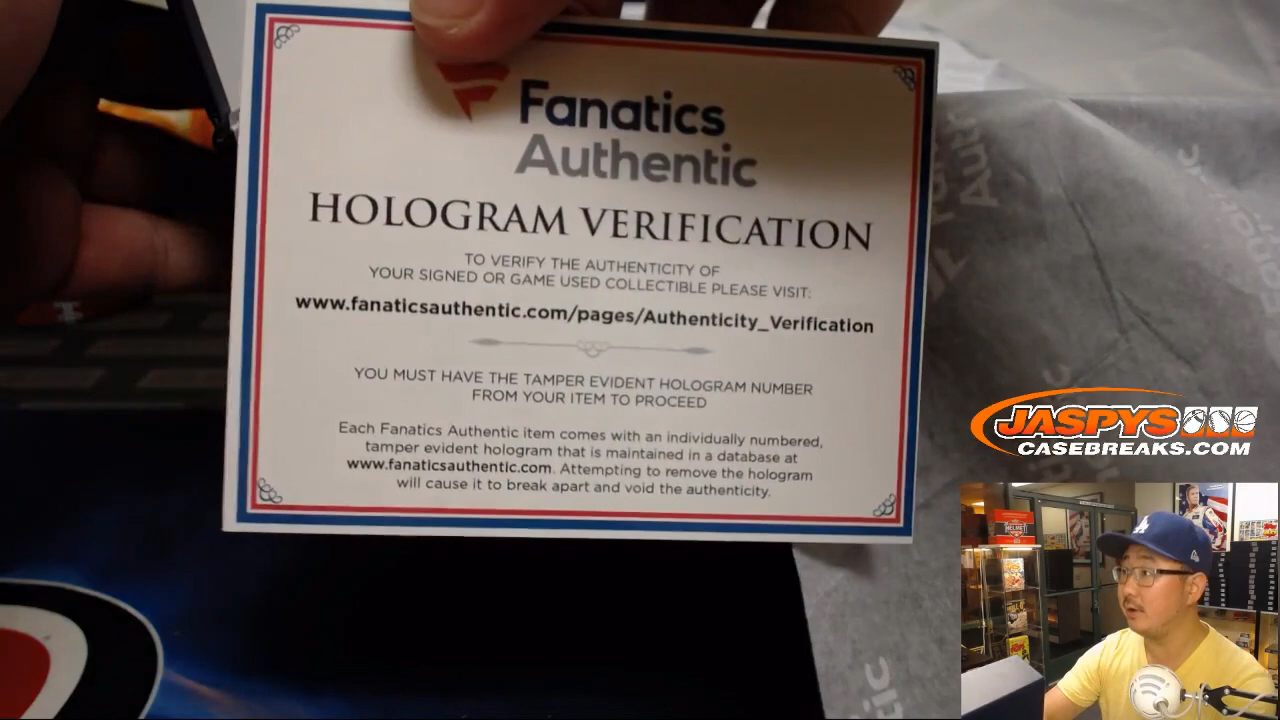 Fanatics
Authentic
HOLOGRAM VERIFICATION
TO VERIFY THE AUTHENTICITY OF
YOUR SIGNED OR GAME USED COLLECTIBLE PLEASE VISIT:
www.fanaticsauthentic.com/pages/Authenticity_Verification
YOU MUST HAVE THE TAMPER EVIDENT HOLOGRAM NUMBER
FROM YOUR ITEM TO PROCEED
Each Fanatics Authentic item comes with an individually numbered,
tamper evident hologram that is maintained in a database at
www.fanaticsauthentic.com. Attempting to remove the hologram
will cause it to break apart and void the authenticity.
JASPYS
CASEBREAKS.COM
HELMET
LA